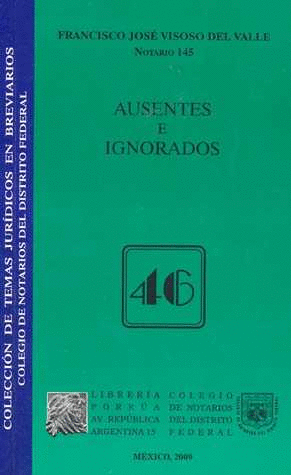 FRANCISCO JOSÉ VISOSO DEL VALLE
NOTARIO 145
AUSENTES
E
IGNORADOS
46
LIBRERIA
PORRÚA
AV. REPÚBLICA
ARGENTINA 15
COLEGIO
DE NOTARIOS
DEL DISTRITO
FEDERAL
MÉXICO, 2009
COLECCIÓN DE TEMAS JURÍDICOS EN BREVIARIOS
COLEGIO DE NOTARIOS DEL DISTRITO FEDERAL